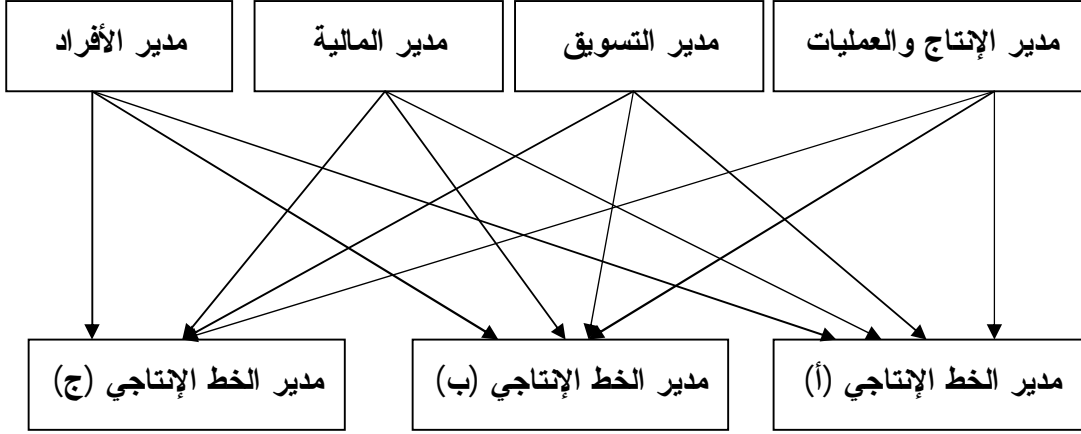 مدير الإنتاج والعمليات
مدير التسويق
مدير المالية
مدير الأفراد
مدير الخط الإنتاجي (أ)
مدير الخط الإنتاجي (ب)
مدير الخط الإنتاجي (ج)